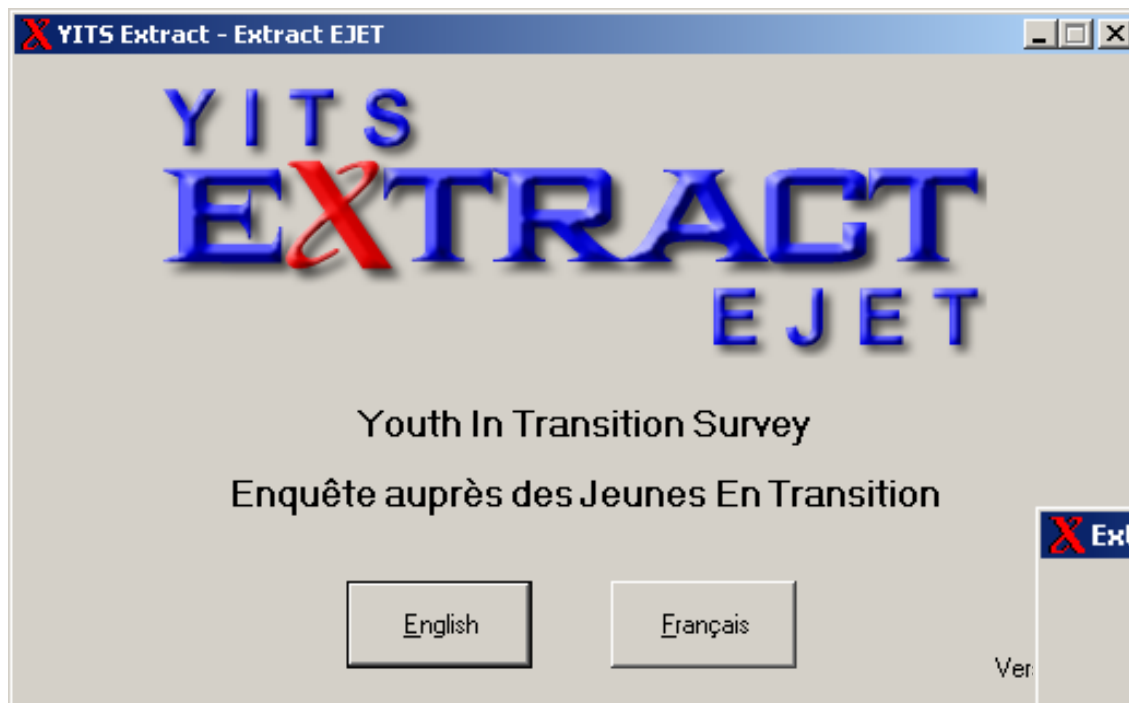 YITS Extract - Extract EJET
YITS
EXTRACT
EJET
Youth In Transition Survey
Enquête auprès des Jeunes En Transition
English
Français